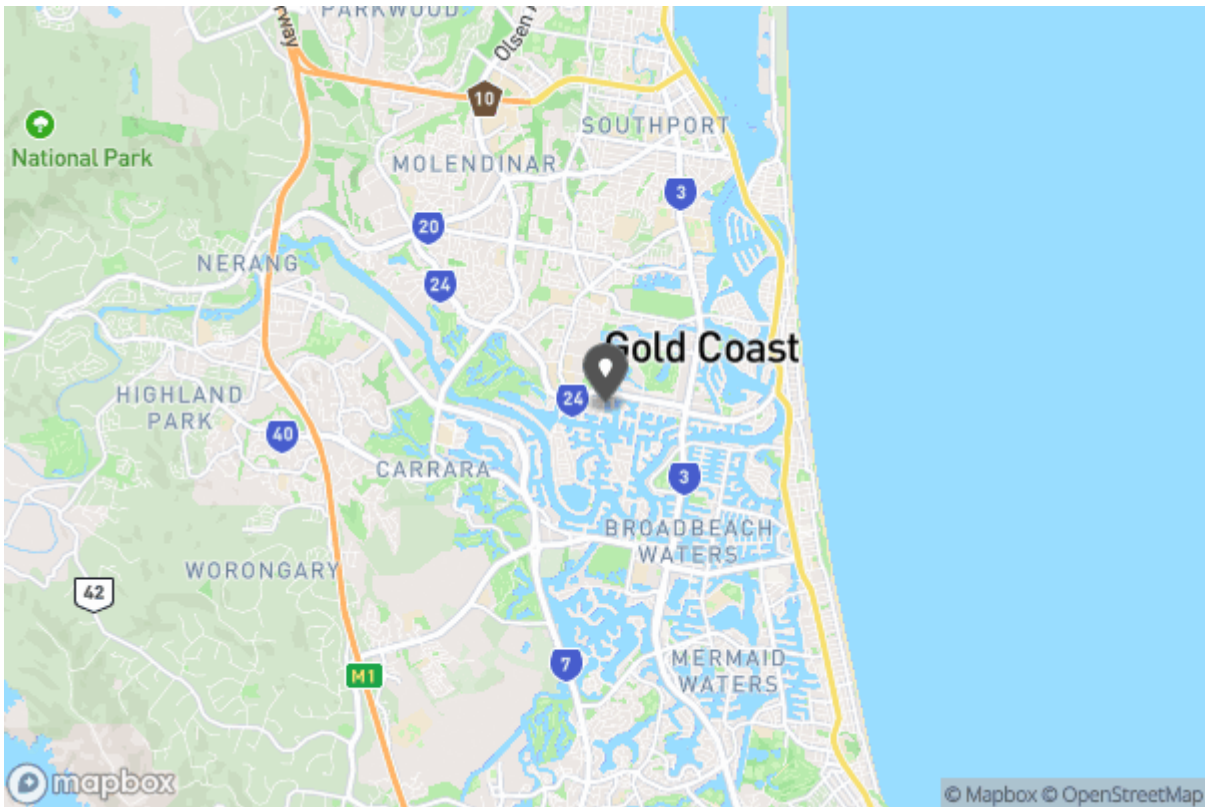 PARKWOOD
rway
Olsen A
10
SOUTHPORT
National Park
MOLENDINAR
3
20
NERANG
24
Gold Coast
HIGHLAND
PARK
24
40
CARRARA
3
BROADBEACH
WATERS
WORONGARY
42
MERMAID
WATERS
7
M1
mapbox
© Mapbox © OpenStreetMap